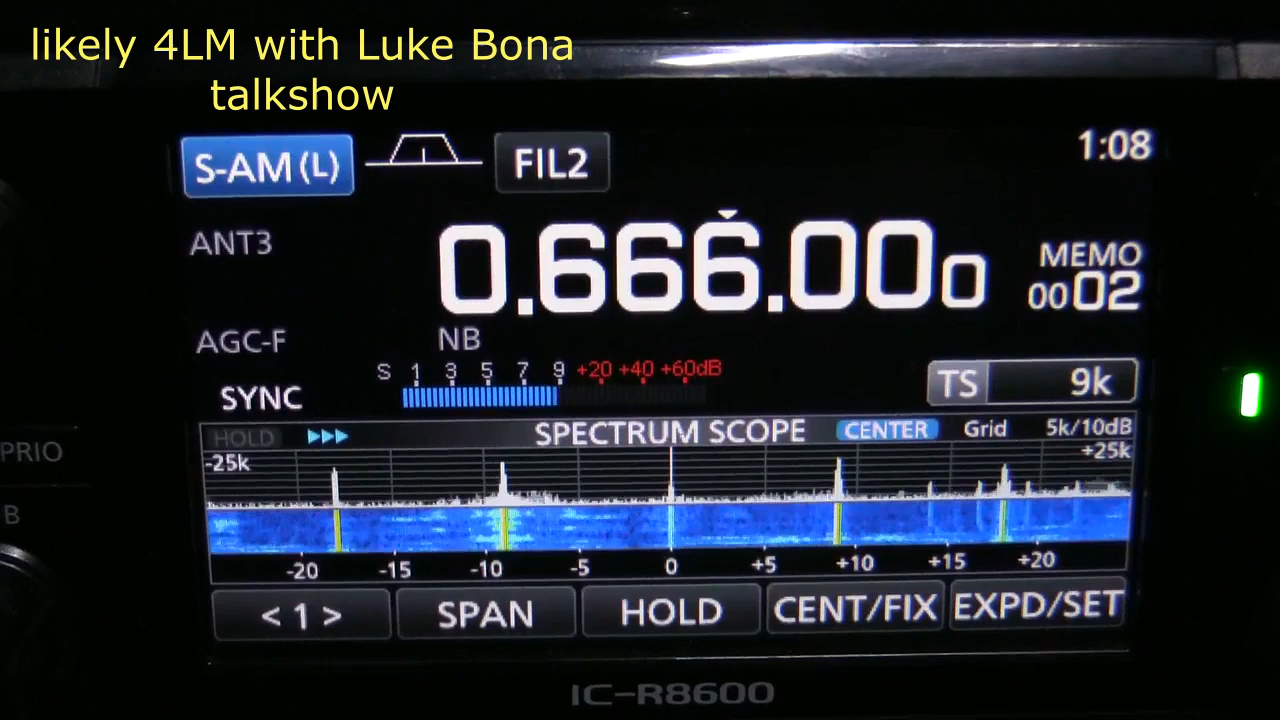 likely 4LM with Luke Bona
talkshow
S-AM(L) FIL2 1:08
ANT3 0.666.000 MEMO
0002
AGC-F NB
S 1 3 5 7 9 +20 +40 +60dB
SYNC TS 9k
HOLD SPECTRUM SCOPE CENTER Grid 5k/10dB
-25k +25k
PRIO
B
-20 -15 -10 -5 0 +5 +10 +15 +20
< 1 > SPAN HOLD CENT/FIX EXPD/SET
IC-R8600